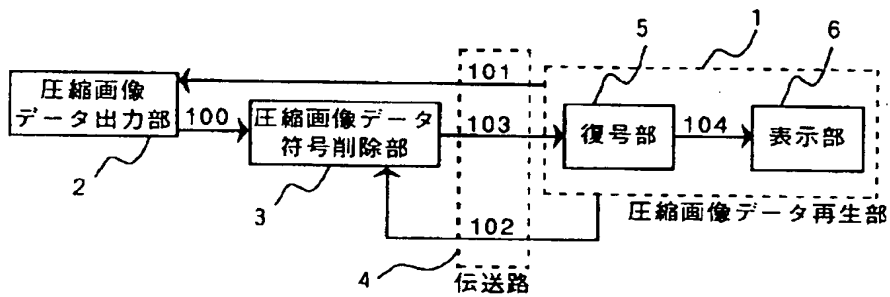 1
5
6
101
圧縮画像
データ出力部
100
圧縮画像データ
符号削除部
103
復号部
104
表示部
2
3
102
圧縮画像データ再生部
4
伝送路